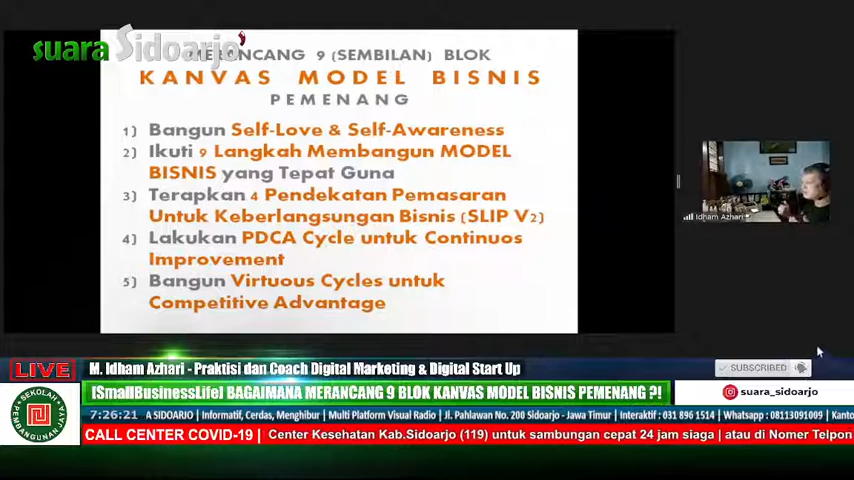 suara Sidoarjo
MERANCANG 9 (SEMBILAN) BLOK
KANVAS MODEL BISNIS
PEMENANG
1) Bangun Self-Love & Self-Awareness
2) Ikuti 9 Langkah Membangun MODEL
BISNIS yang Tepat Guna
3) Terapkan 4 Pendekatan Pemasaran
Untuk Keberlangsungan Bisnis (SLIP V2)
4) Lakukan PDCA Cycle untuk Continuos
Improvement
5) Bangun Virtuous Cycles untuk
Competitive Advantage
Idham Azhari
LIVE
M. Idham Azhari - Praktisi dan Coach Digital Marketing & Digital Start Up
SUBSCRIBED
[SmallBusinessLife] BAGAIMANA MERANCANG 9 BLOK KANVAS MODEL BISNIS PEMENANG ?!
suara_sidoarjo
SEKOLAH PEMBANGUNAN JAYA
7:26:21
A SIDOARJO | Informatif, Cerdas, Menghibur | Multi Platform Visual Radio | Jl. Pahlawan No. 200 Sidoarjo - Jawa Timur | Interaktif : 031 896 1514 | Whatsapp : 08113091009 | Kanto
CALL CENTER COVID-19 | Center Kesehatan Kab.Sidoarjo (119) untuk sambungan cepat 24 jam siaga | atau di Nomer Telpon